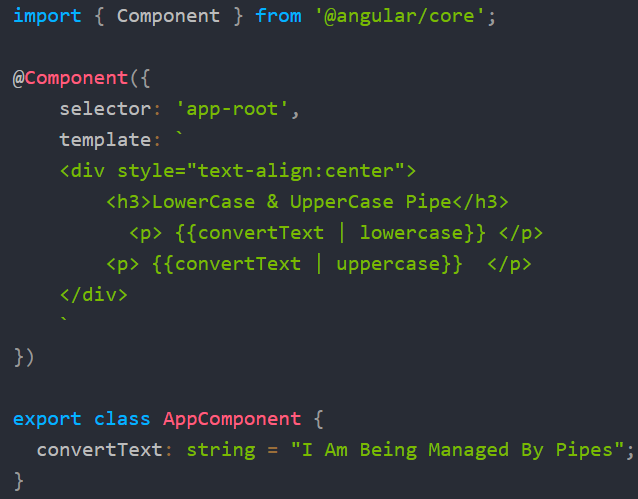 import { Component } from '@angular/core';

@Component({
    selector: 'app-root',
    template: `
    <div style="text-align:center">
        <h3>LowerCase & UpperCase Pipe</h3>
          <p> {{convertText | lowercase}} </p>
        <p> {{convertText | uppercase}}  </p>
    </div>
    `
})

export class AppComponent {
  convertText: string = "I Am Being Managed By Pipes";
}